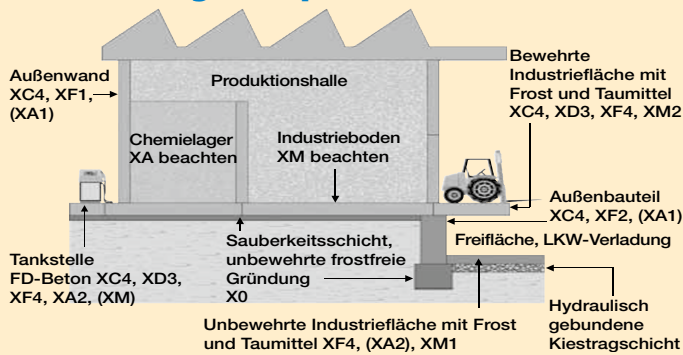 Außenwand
XC4, XF1,
(XA1)
Produktionshalle
Bewehrte
Industriefläche mit
Frost und Taumittel
XC4, XD3, XF4, XM2
Chemielager
XA beachten
Industrieboden
XM beachten
Außenbauteil
XC4, XF2, (XA1)
Freifläche, LKW-Verladung
Tankstelle
FD-Beton XC4, XD3,
XF4, XA2, (XM)
Sauberkeitsschicht,
unbewehrte frostfreie
Gründung
X0
Unbewehrte Industriefläche mit Frost
und Taumittel XF4, (XA2), XM1
Hydraulisch
gebundene
Kiestragschicht